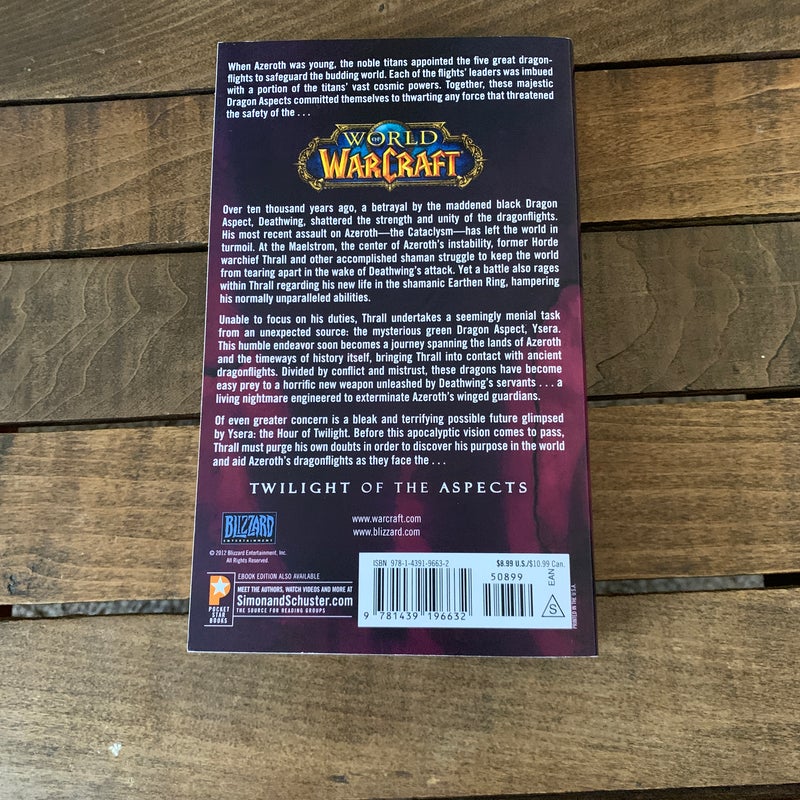 When Azeroth was young, the noble titans appointed the five great dragon-
flights to safeguard the budding world. Each of the flights' leaders was imbued
with a portion of the titans' vast cosmic powers. Together, these majestic
Dragon Aspects committed themselves to thwarting any force that threatened
the safety of the . . .
WORLD
OF
WARCRAFT
Over ten thousand years ago, a betrayal by the maddened black Dragon
Aspect, Deathwing, shattered the strength and unity of the dragonflights.
His most recent assault on Azeroth—the Cataclysm—has left the world in
turmoil. At the Maelstrom, the center of Azeroth's instability, former Horde
warchief Thrall and other accomplished shaman struggle to keep the world
from tearing apart in the wake of Deathwing's attack. Yet a battle also rages
within Thrall regarding his new life in the shamanic Earthen Ring, hampering
his normally unparalleled abilities.
Unable to focus on his duties, Thrall undertakes a seemingly menial task
from an unexpected source: the mysterious green Dragon Aspect, Ysera.
This humble endeavor soon becomes a journey spanning the lands of Azeroth
and the timeways of history itself, bringing Thrall into contact with ancient
dragonflights. Divided by conflict and mistrust, these dragons have become
easy prey to a horrific new weapon unleashed by Deathwing's servants . . . a
living nightmare engineered to exterminate Azeroth's winged guardians.
Of even greater concern is a bleak and terrifying possible future glimpsed
by Ysera: the Hour of Twilight. Before this apocalyptic vision comes to pass,
Thrall must purge his own doubts in order to discover his purpose in the world
and aid Azeroth's dragonflights as they face the . . .
TWILIGHT OF THE ASPECTS
BLIZZARD
ENTERTAINMENT
www.warcraft.com
www.blizzard.com
© 2012 Blizzard Entertainment, Inc.
All Rights Reserved.
EBOOK EDITION ALSO AVAILABLE
MEET THE AUTHORS, WATCH VIDEOS AND MORE AT
SimonandSchuster.com
THE SOURCE FOR READING GROUPS
POCKET
STAR
BOOKS
ISBN 978-1-4391-9663-2
$8.99 U.S./$10.99 Can.
50899
EAN
S
9 781439 196632
PRINTED IN THE U.S.A.